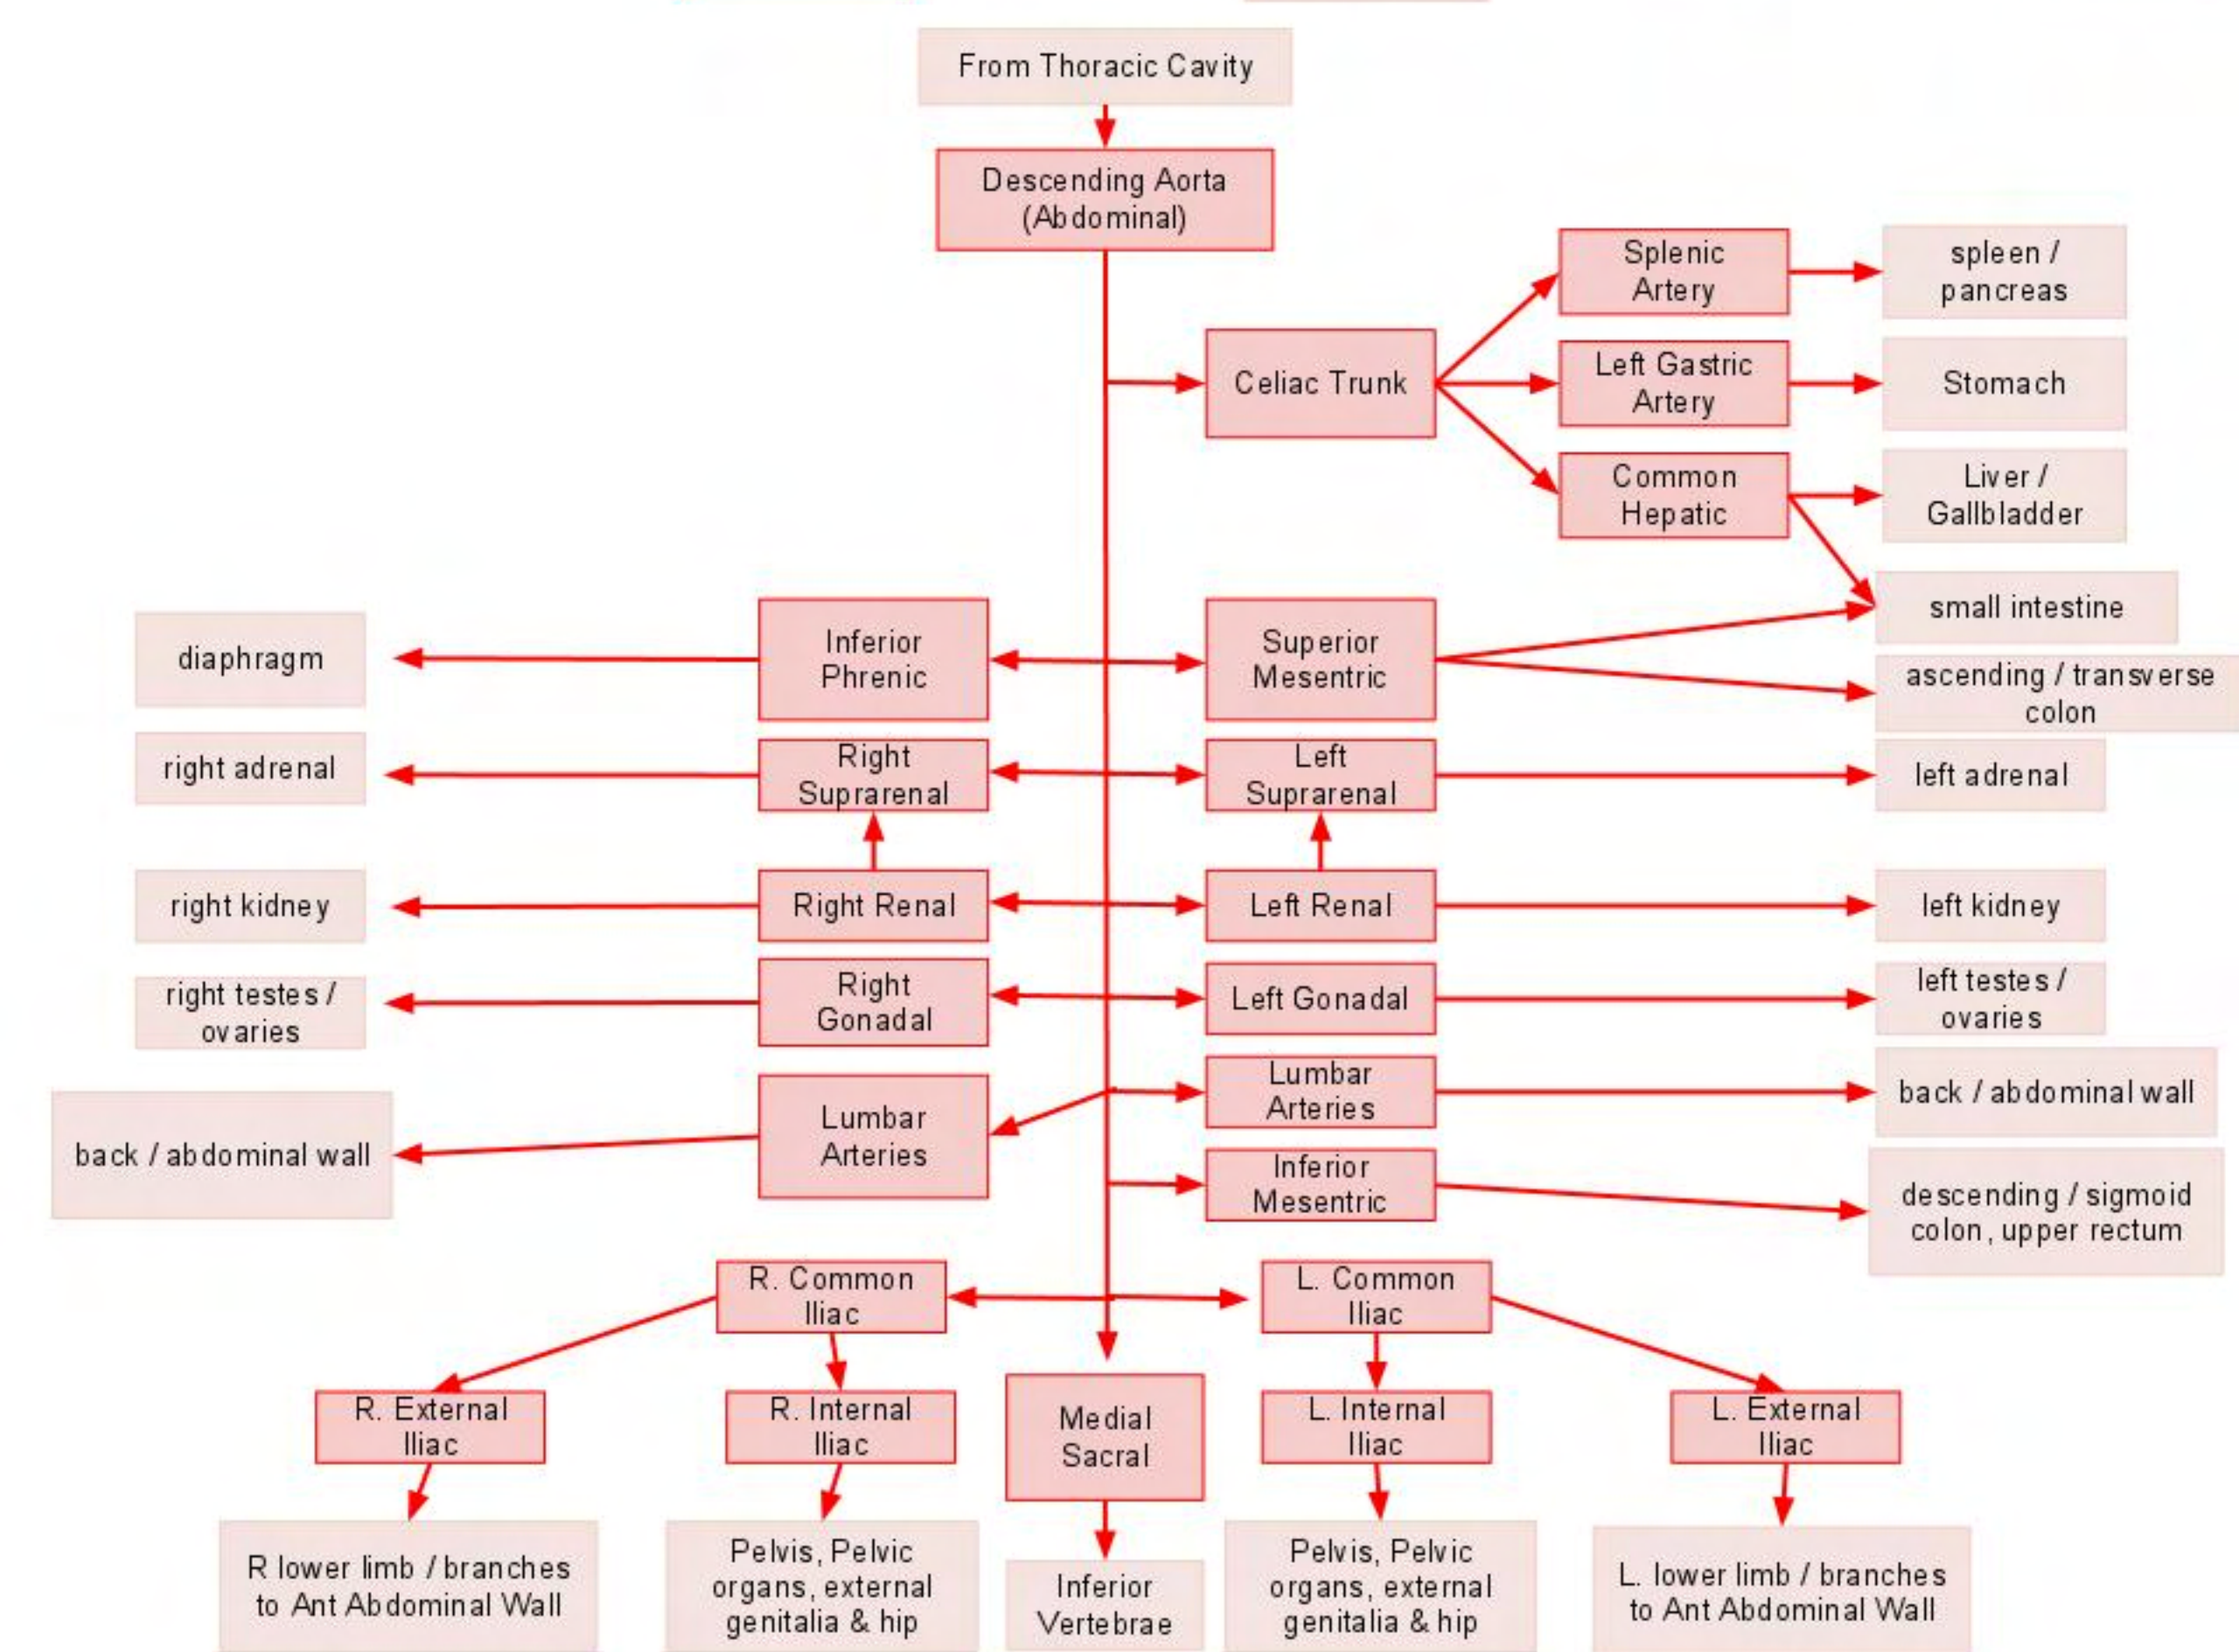 From Thoracic Cavity
Descending Aorta
(Abdominal)
Splenic
Artery
spleen /
pancreas
Celiac Trunk
Left Gastric
Artery
Stomach
Common
Hepatic
Liver /
Gallbladder
small intestine
diaphragm
Inferior
Phrenic
Superior
Mesentric
ascending / transverse
colon
right adrenal
Right
Suprarenal
Left
Suprarenal
left adrenal
right kidney
Right Renal
Left Renal
left kidney
right testes /
ovaries
Right
Gonadal
Left Gonadal
left testes /
ovaries
back / abdominal wall
Lumbar
Arteries
Lumbar
Arteries
back / abdominal wall
Inferior
Mesentric
descending / sigmoid
colon, upper rectum
R. Common
Iliac
L. Common
Iliac
R. External
Iliac
R. Internal
Iliac
Medial
Sacral
L. Internal
Iliac
L. External
Iliac
R lower limb / branches
to Ant Abdominal Wall
Pelvis, Pelvic
organs, external
genitalia & hip
Inferior
Vertebrae
Pelvis, Pelvic
organs, external
genitalia & hip
L. lower limb / branches
to Ant Abdominal Wall